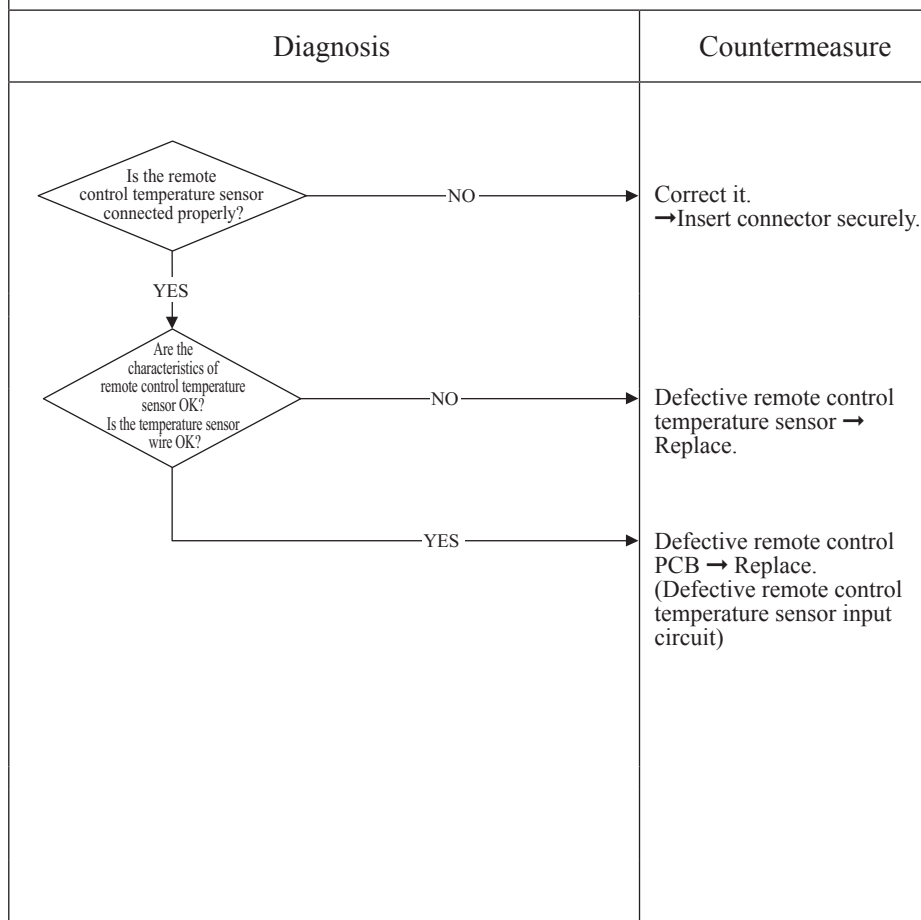 Diagnosis
Countermeasure
Is the remote
control temperature sensor
connected properly?
NO
Correct it.
➞Insert connector securely.
YES
Are the
characteristics of
remote control temperature
sensor OK?
Is the temperature sensor
wire OK?
NO
Defective remote control
temperature sensor ➞
Replace.
YES
Defective remote control
PCB ➞ Replace.
(Defective remote control
temperature sensor input
circuit)